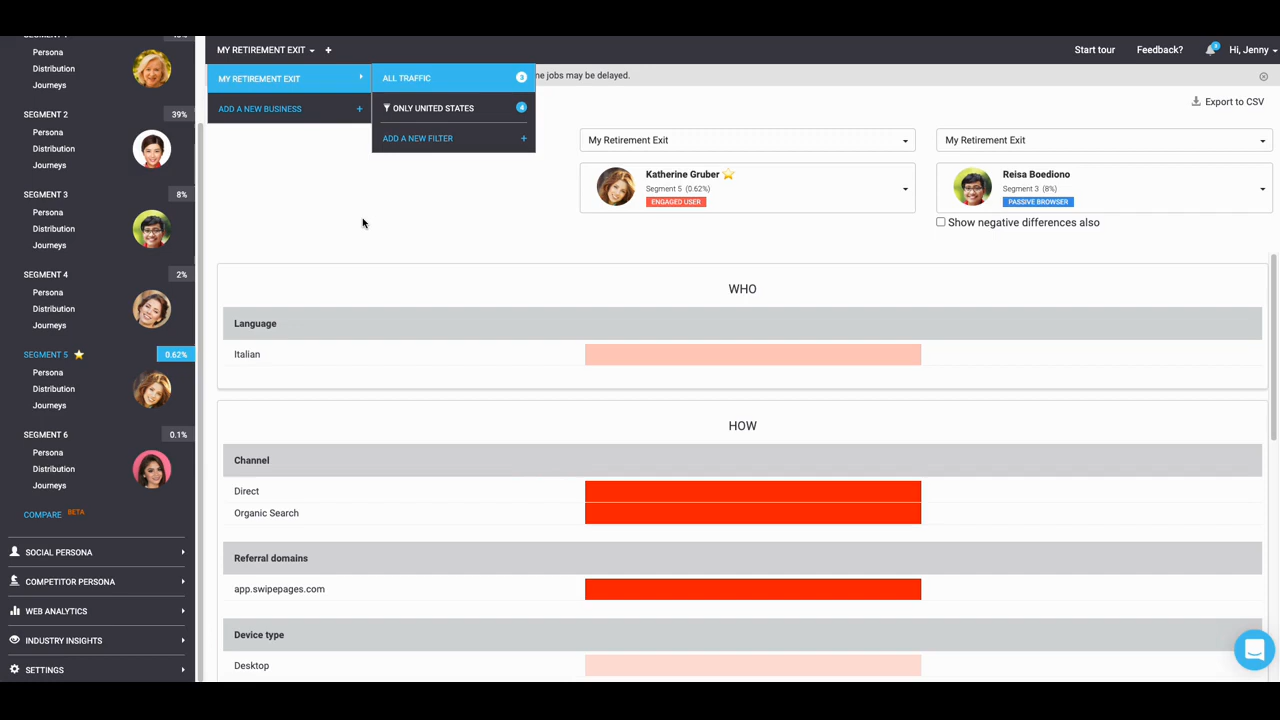 MY RETIREMENT EXIT
Start tour
Feedback?
3
Hi, Jenny
Persona
Distribution
Journeys
SEGMENT 2 39%
Persona
Distribution
Journeys
SEGMENT 3 8%
Persona
Distribution
Journeys
SEGMENT 4 2%
Persona
Distribution
Journeys
SEGMENT 5 0.62%
Persona
Distribution
Journeys
SEGMENT 6 0.1%
Persona
Distribution
Journeys
COMPARE BETA
SOCIAL PERSONA
COMPETITOR PERSONA
WEB ANALYTICS
INDUSTRY INSIGHTS
SETTINGS
MY RETIREMENT EXIT
ADD A NEW BUSINESS +
ALL TRAFFIC 3
ONLY UNITED STATES 4
ADD A NEW FILTER +
me jobs may be delayed.
Export to CSV
My Retirement Exit
Katherine Gruber
Segment 5 (0.62%)
ENGAGED USER
My Retirement Exit
Reisa Boediono
Segment 3 (8%)
PASSIVE BROWSER
Show negative differences also
WHO
Language
Italian
HOW
Channel
Direct
Organic Search
Referral domains
app.swipepages.com
Device type
Desktop